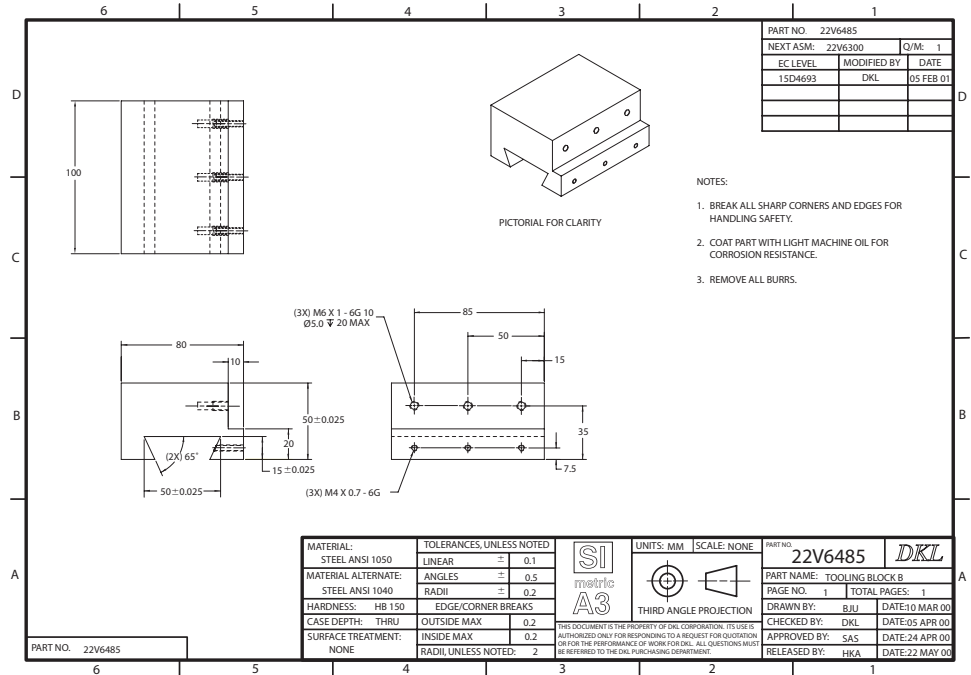 6 5 4 3 2 1
PART NO. 22V6485
NEXT ASM: 22V6300 Q/M: 1
EC LEVEL MODIFIED BY DATE
15D4693 DKL 05 FEB 01
D D
100
PICTORIAL FOR CLARITY
NOTES:
1. BREAK ALL SHARP CORNERS AND EDGES FOR
HANDLING SAFETY.
2. COAT PART WITH LIGHT MACHINE OIL FOR
CORROSION RESISTANCE.
3. REMOVE ALL BURRS.
C C
80
10
50±0.025
20
15±0.025
(2X) 65°
50±0.025
(3X) M6 X 1 - 6G 10
Ø5.0 ↧ 20 MAX
85
50
15
35
7.5
(3X) M4 X 0.7 - 6G
B B
A A
MATERIAL:
STEEL ANSI 1050
MATERIAL ALTERNATE:
STEEL ANSI 1040
HARDNESS: HB 150
CASE DEPTH: THRU
SURFACE TREATMENT:
NONE
TOLERANCES, UNLESS NOTED
LINEAR ± 0.1
ANGLES ± 0.5
RADII ± 0.2
EDGE/CORNER BREAKS
OUTSIDE MAX 0.2
INSIDE MAX 0.2
RADII, UNLESS NOTED: 2
SI
metric
A3
UNITS: MM SCALE: NONE
THIRD ANGLE PROJECTION
THIS DOCUMENT IS THE PROPERTY OF DKL CORPORATION. ITS USE IS
AUTHORIZED ONLY FOR RESPONDING TO A REQUEST FOR QUOTATION
OR FOR THE PERFORMANCE OF WORK FOR DKL. ALL QUESTIONS MUST
BE REFERRED TO THE DKL PURCHASING DEPARTMENT.
PART NO.
22V6485 DKL
PART NAME: TOOLING BLOCK B
PAGE NO. 1 TOTAL PAGES: 1
DRAWN BY: BJU DATE:10 MAR 00
CHECKED BY: DKL DATE:05 APR 00
APPROVED BY: SAS DATE:24 APR 00
RELEASED BY: HKA DATE:22 MAY 00
PART NO. 22V6485
6 5 4 3 2 1